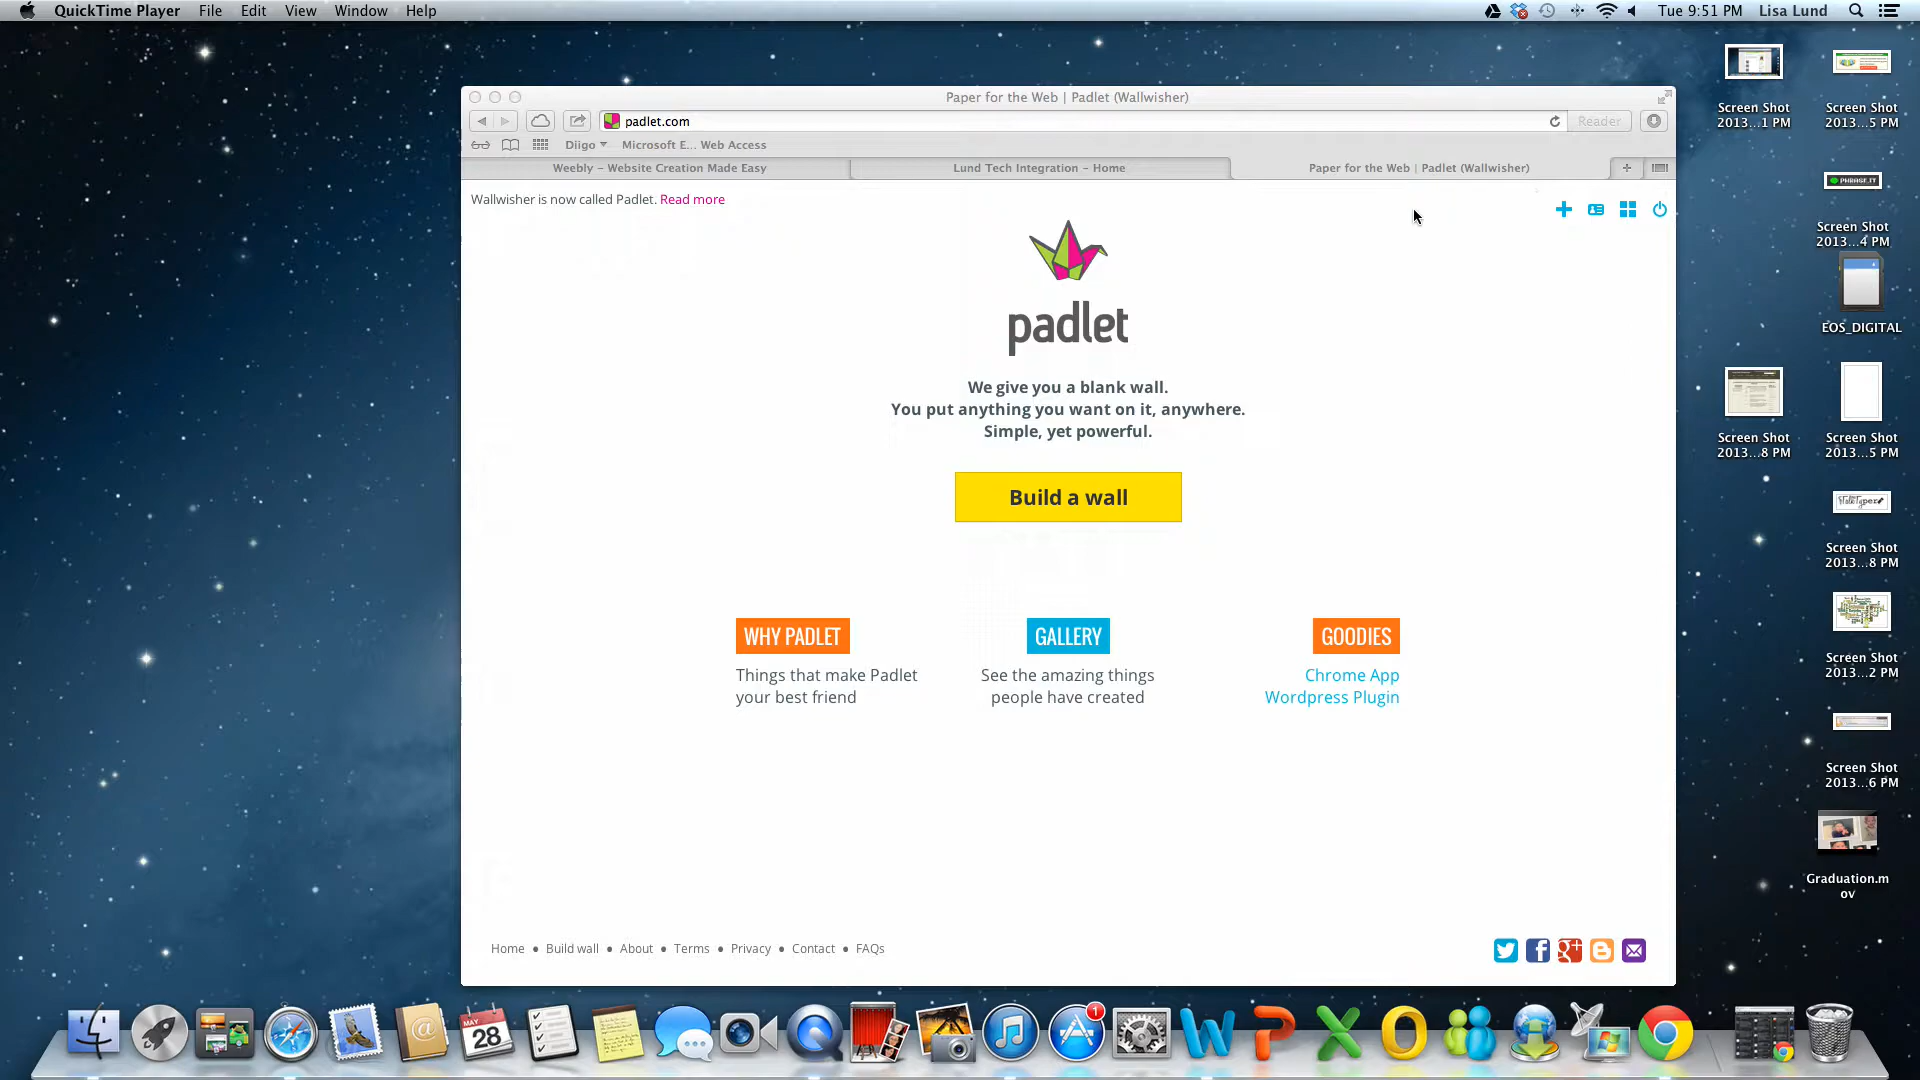 QuickTime Player File Edit View Window Help
Tue 9:51 PM Lisa Lund
Paper for the Web | Padlet (Wallwisher)
padlet.com
Reader
Diigo Microsoft E... Web Access
Weebly – Website Creation Made Easy
Lund Tech Integration – Home
Paper for the Web | Padlet (Wallwisher)
Wallwisher is now called Padlet. Read more
padlet
We give you a blank wall.
You put anything you want on it, anywhere.
Simple, yet powerful.
Build a wall
WHY PADLET
Things that make Padlet
your best friend
GALLERY
See the amazing things
people have created
GOODIES
Chrome App
Wordpress Plugin
Home • Build wall • About • Terms • Privacy • Contact • FAQs
Screen Shot
2013...1 PM
Screen Shot
2013...5 PM
PHRASE.IT
Screen Shot
2013...4 PM
EOS_DIGITAL
Screen Shot
2013...8 PM
Screen Shot
2013...5 PM
Screen Shot
2013...8 PM
Screen Shot
2013...2 PM
Screen Shot
2013...6 PM
Graduation.m
ov
MAY
28
1